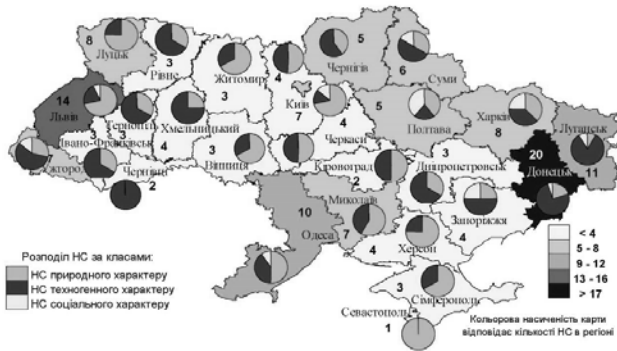 8
Луцьк
3
Рівне
Житомир
3
4
Київ
7
5
Чернігів
6
Суми
14
Львів
3
Тернопіль
3
Хмельницький
4
3
Вінниця
4
Черкаси
5
Полтава
Харків
8
Луганськ
11
Івано-Франківськ
Ужгород
Чернівці
2
Кіровоград
2
3
Дніпропетровськ
20
Донецьк
Запоріжжя
4
10
Одеса
Миколаїв
7
Херсон
4
3
Сімферополь
Севастополь
1
Розподіл НС за класами:
НС природного характеру
НС техногенного характеру
НС соціального характеру
< 4
5 - 8
9 - 12
13 - 16
> 17
Кольорова насиченість карти
відповідає кількості НС в регіоні